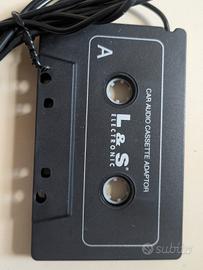 A
CAR AUDIO CASSETTE ADAPTOR
L&S
ELECTRONIC
subito